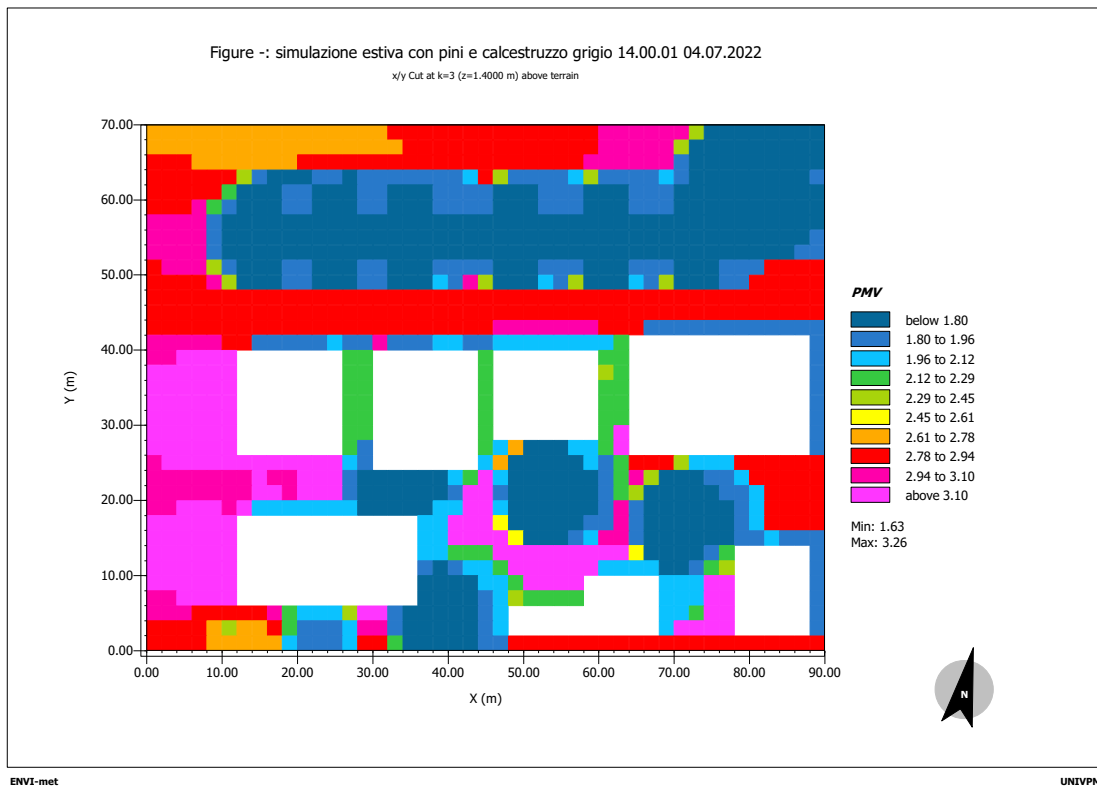 Figure -: simulazione estiva con pini e calcestruzzo grigio 14.00.01 04.07.2022
x/y Cut at k=3 (z=1.4000 m) above terrain
70.00
60.00
50.00
40.00
30.00
20.00
10.00
0.00
Y (m)
0.00 10.00 20.00 30.00 40.00 50.00 60.00 70.00 80.00 90.00
X (m)
PMV
below 1.80
1.80 to 1.96
1.96 to 2.12
2.12 to 2.29
2.29 to 2.45
2.45 to 2.61
2.61 to 2.78
2.78 to 2.94
2.94 to 3.10
above 3.10
Min: 1.63
Max: 3.26
N
ENVI-met
UNIVPM